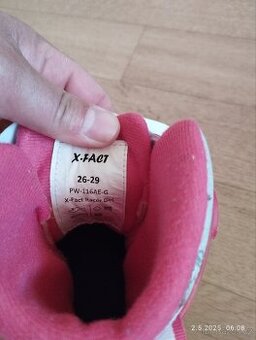 X-FACT
26-29
PW-116AE-G
X-Fact Racer Girl
2.6.2025 06:08